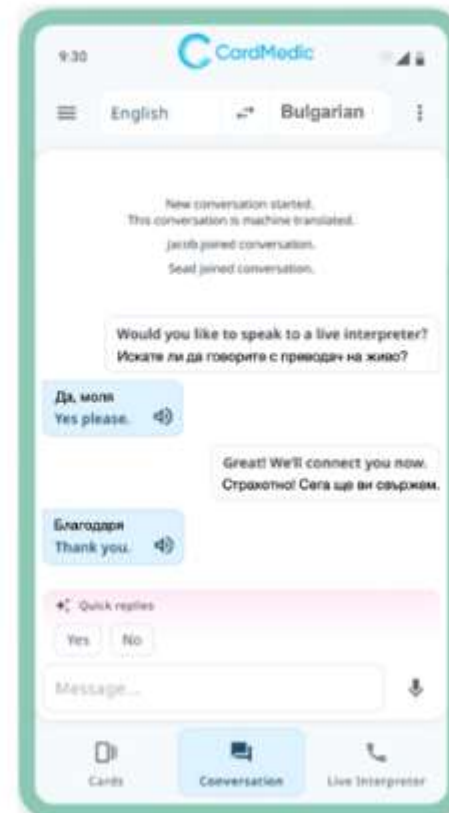 9:30
CardMedic
English
Bulgarian
New conversation started.
This conversation is machine translated.
Jacob joined conversation.
Sead joined conversation.
Would you like to speak to a live interpreter?
Искате ли да говорите с преводач на живо?
Да, моля
Yes please.
Great! We'll connect you now.
Страхотно! Сега ще ви свържем.
Благодаря
Thank you.
Quick replies
Yes No
Message...
Cards
Conversation
Live Interpreter